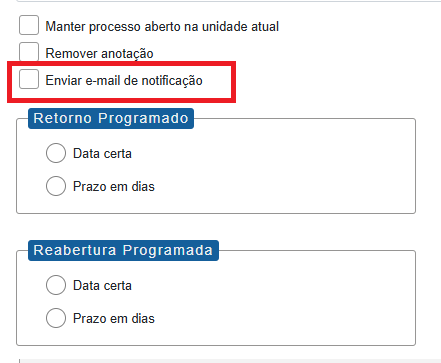 Manter processo aberto na unidade atual
Remover anotação
Enviar e-mail de notificação
Retorno Programado
Data certa
Prazo em dias
Reabertura Programada
Data certa
Prazo em dias